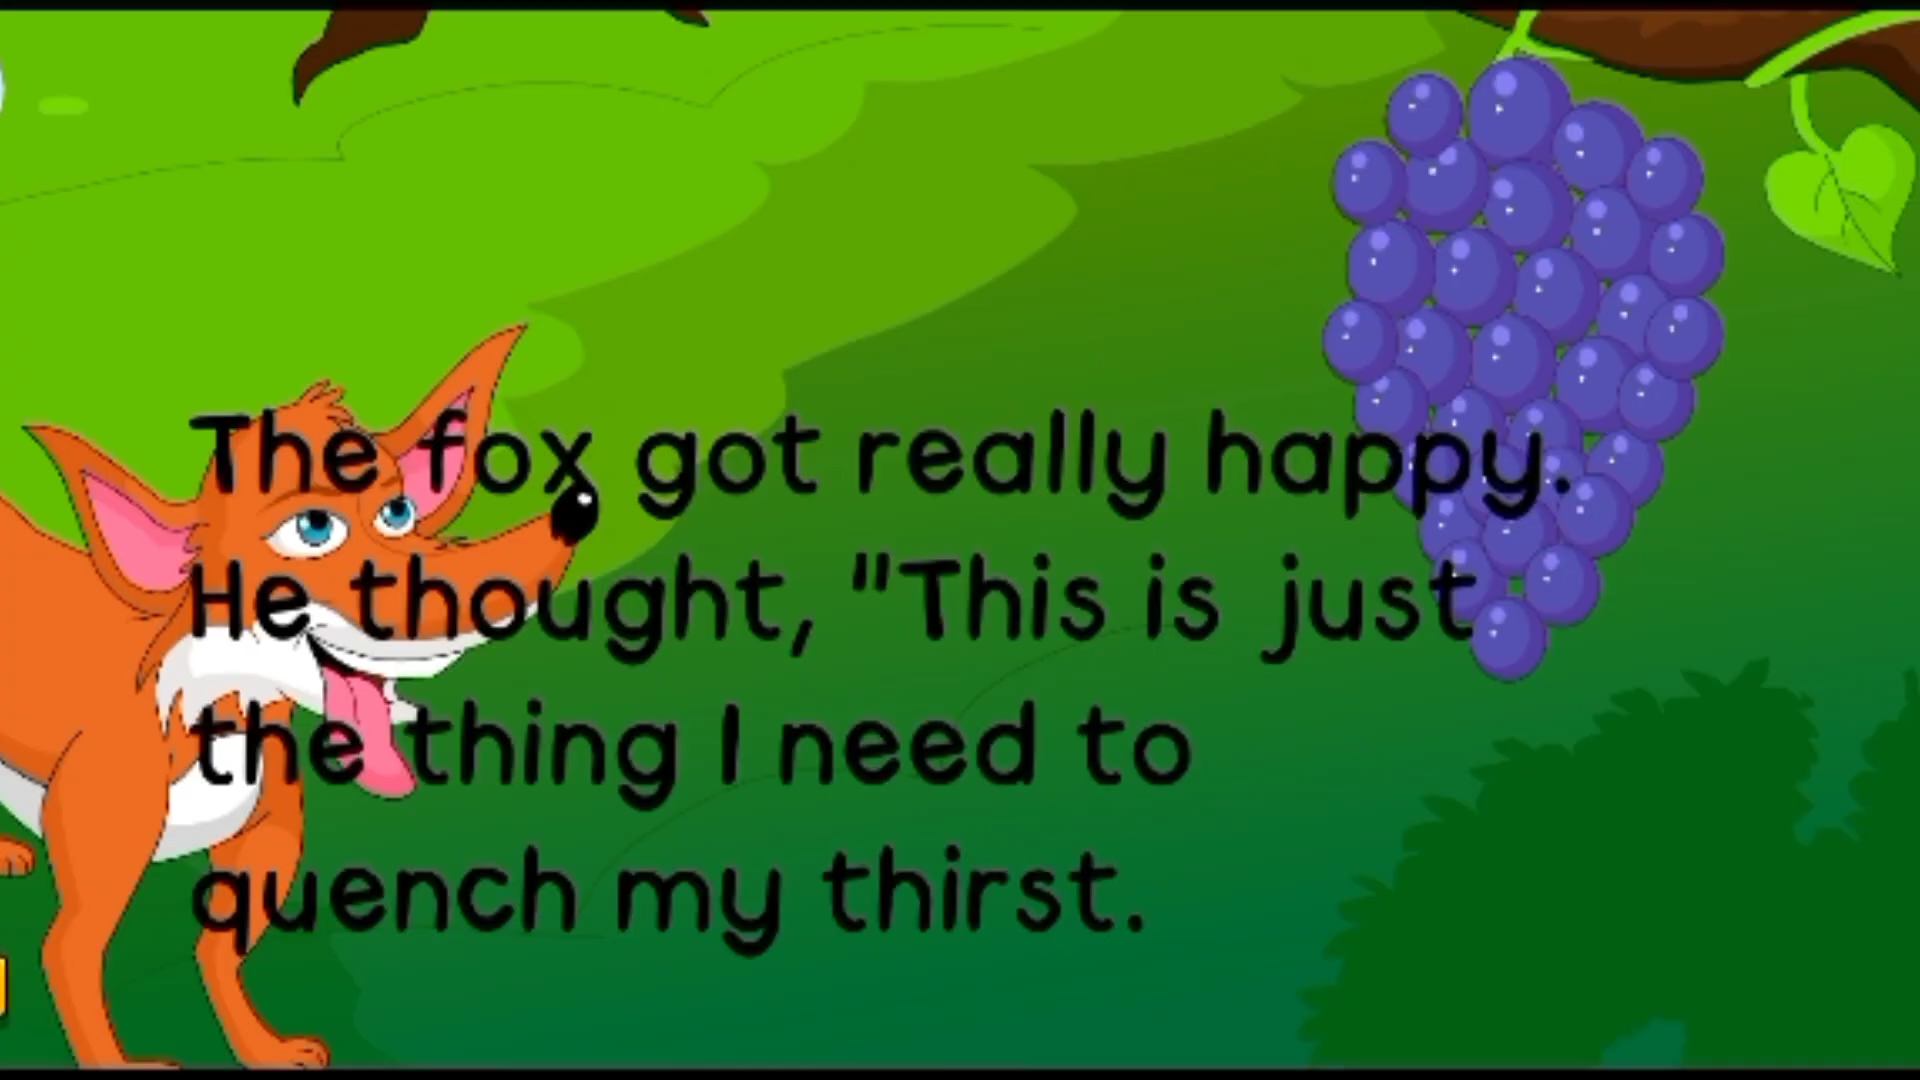 The fox got really happy.
He thought, "This is just
the thing I need to
quench my thirst.